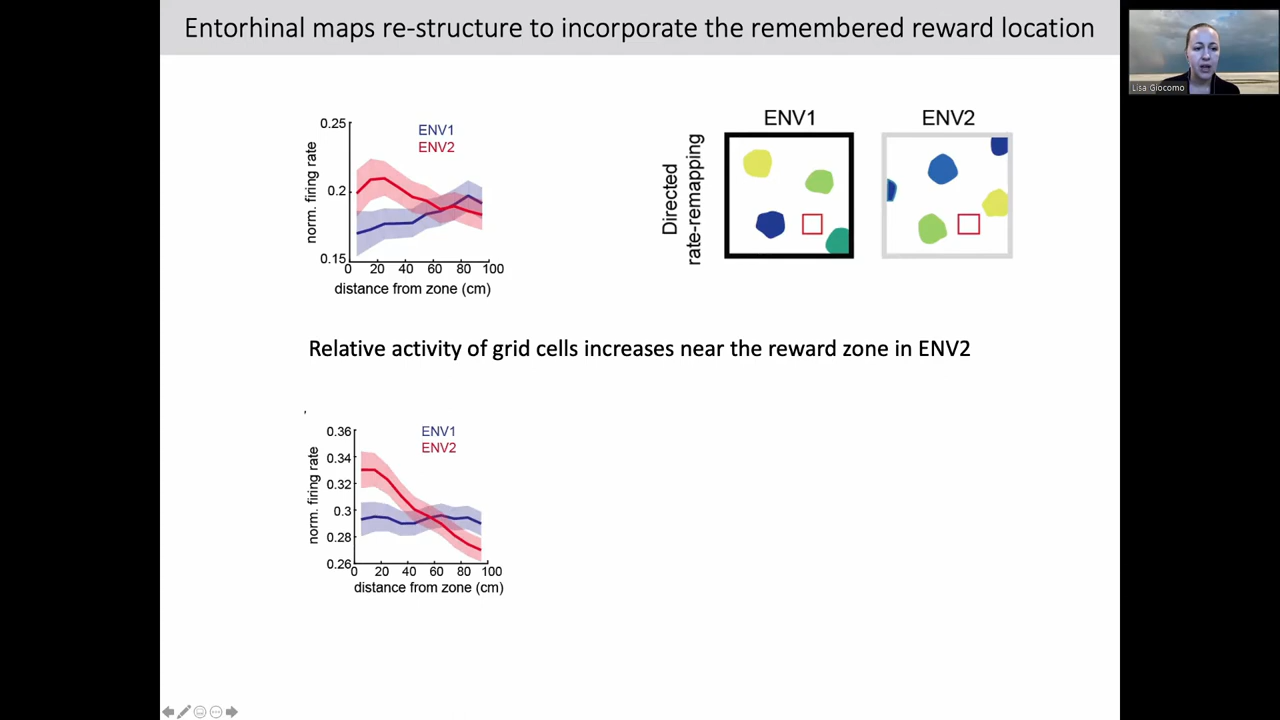 Entorhinal maps re-structure to incorporate the remembered reward location
Lisa Giocomo
0.25
0.2
0.15
norm. firing rate
ENV1
ENV2
0 20 40 60 80 100
distance from zone (cm)
Directed
rate-remapping
ENV1
ENV2
Relative activity of grid cells increases near the reward zone in ENV2
0.36
0.34
0.32
0.3
0.28
0.26
norm. firing rate
ENV1
ENV2
0 20 40 60 80 100
distance from zone (cm)